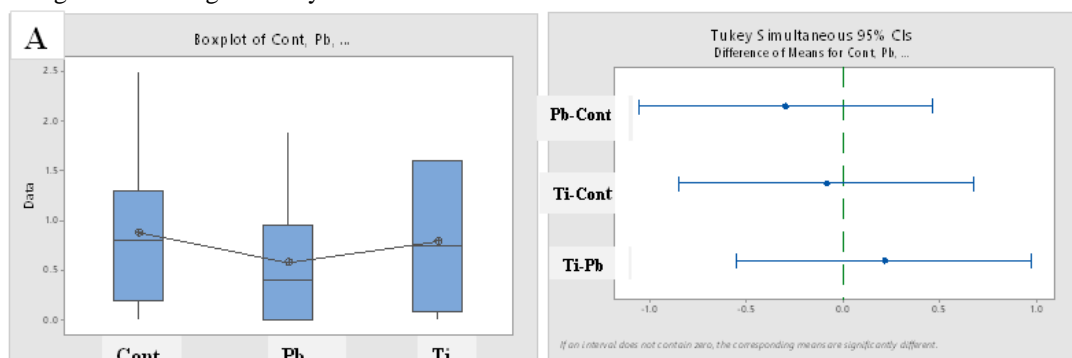 A
Boxplot of Cont, Pb, ...
2.5
2.0
1.5
1.0
0.5
0.0
Data
Cont
Pb
Ti
Tukey Simultaneous 95% CIs
Difference of Means for Cont, Pb, ...
Pb-Cont
Ti-Cont
Ti-Pb
-1.0
-0.5
0.0
0.5
1.0
If an interval does not contain zero, the corresponding means are significantly different.